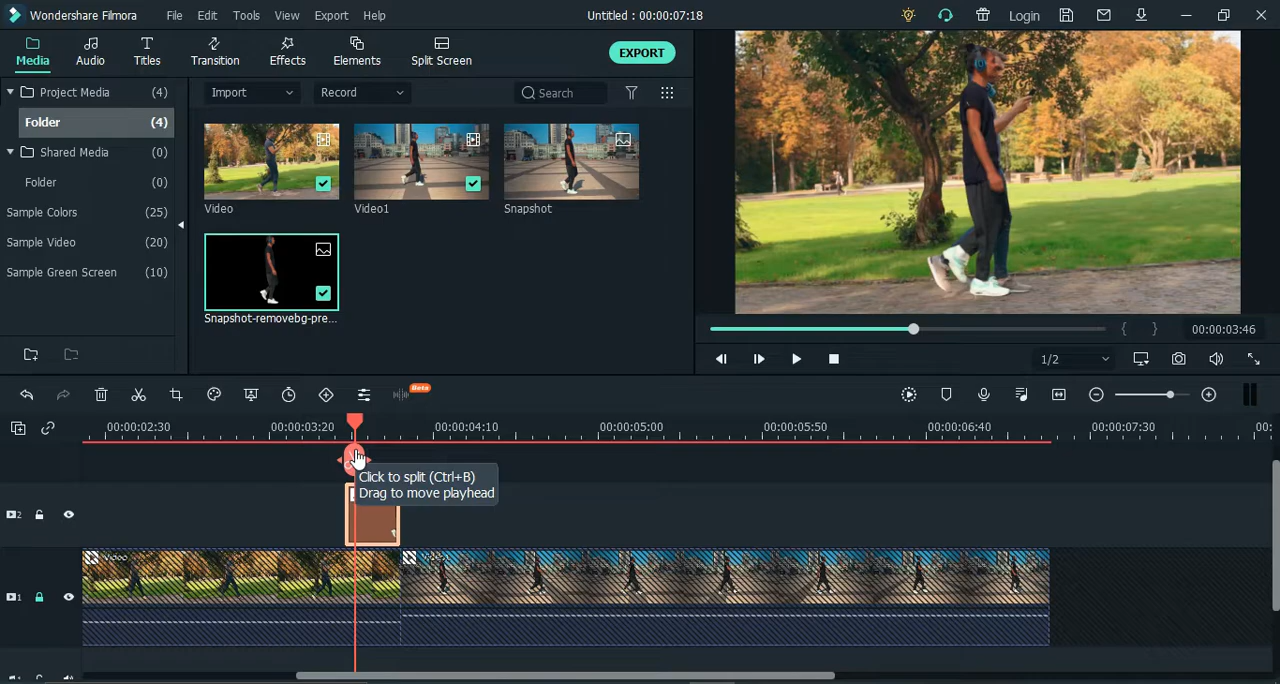 Wondershare Filmora File Edit Tools View Export Help Untitled : 00:00:07:18 Login
Media Audio Titles Transition Effects Elements Split Screen EXPORT
Project Media (4)
Folder (4)
Shared Media (0)
Folder (0)
Sample Colors (25)
Sample Video (20)
Sample Green Screen (10)
Import Record Search
Video Video1 Snapshot
Snapshot-removebg-pre...
00:00:03:46
1/2
Beta
00:00:02:30 00:00:03:20 00:00:04:10 00:00:05:00 00:00:05:50 00:00:06:40 00:00:07:30 00:
Click to split (Ctrl+B)
Drag to move playhead
2
Video
1